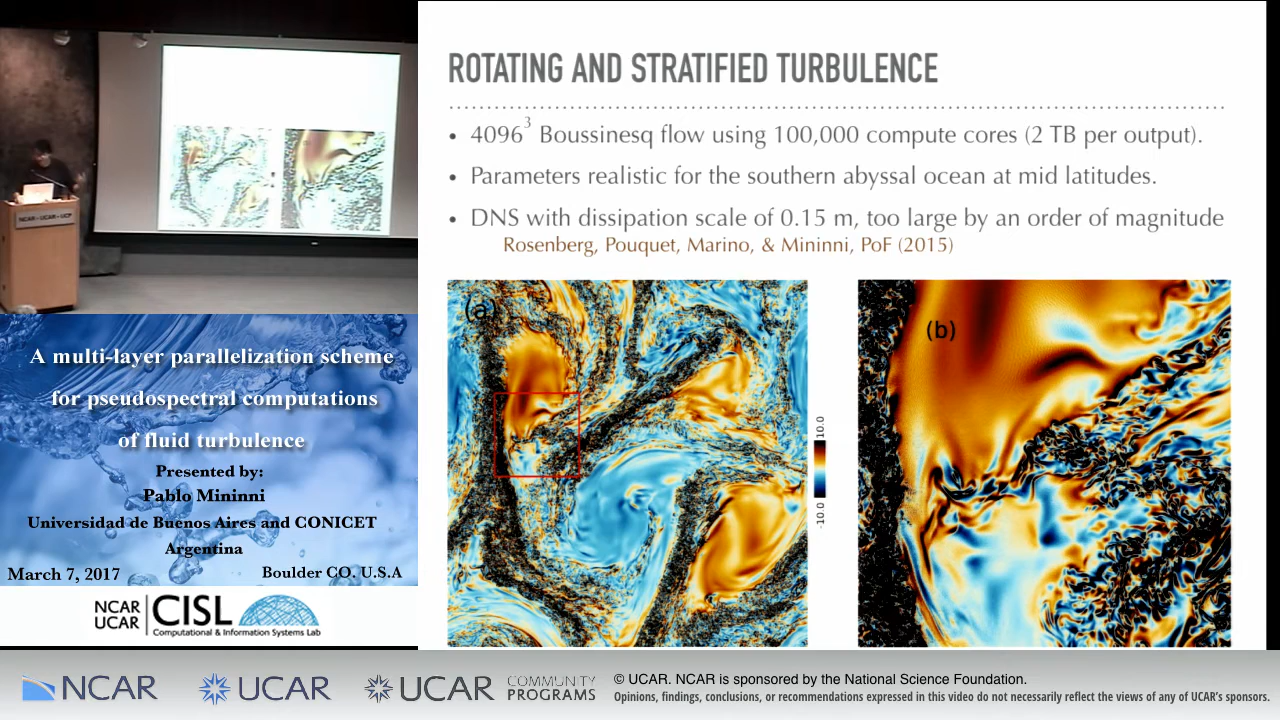 ROTATING AND STRATIFIED TURBULENCE
• 4096³ Boussinesq flow using 100,000 compute cores (2 TB per output).
• Parameters realistic for the southern abyssal ocean at mid latitudes.
• DNS with dissipation scale of 0.15 m, too large by an order of magnitude
Rosenberg, Pouquet, Marino, & Mininni, PoF (2015)
(a)
(b)
10.0
-10.0
NCAR • UCAR • UCP
A multi-layer parallelization scheme
for pseudospectral computations
of fluid turbulence
Presented by:
Pablo Mininni
Universidad de Buenos Aires and CONICET
Argentina
March 7, 2017
Boulder CO. U.S.A
NCAR
UCAR
CISL
Computational & Information Systems Lab
NCAR
UCAR
UCAR
COMMUNITY
PROGRAMS
© UCAR. NCAR is sponsored by the National Science Foundation.
Opinions, findings, conclusions, or recommendations expressed in this video do not necessarily reflect the views of any of UCAR's sponsors.